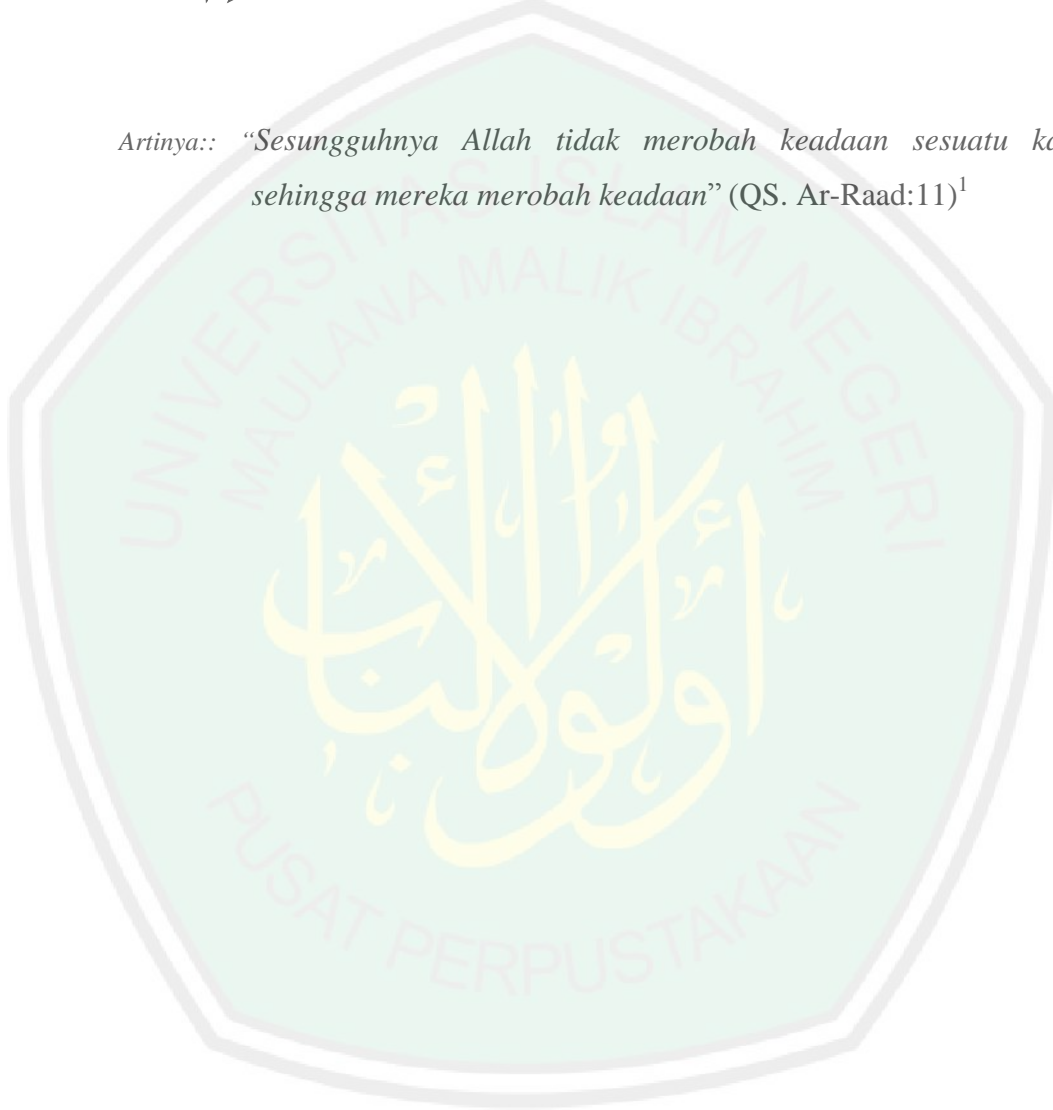 Artinya:: “Sesungguhnya Allah tidak merobah keadaan sesuatu
sehingga mereka merobah keadaan” (QS. Ar-Raad:11)1
UNIVERSITAS ISLAM NEGERI
MAULANA MALIK IBRAHIM
PUSAT PERPUSTAKAAN